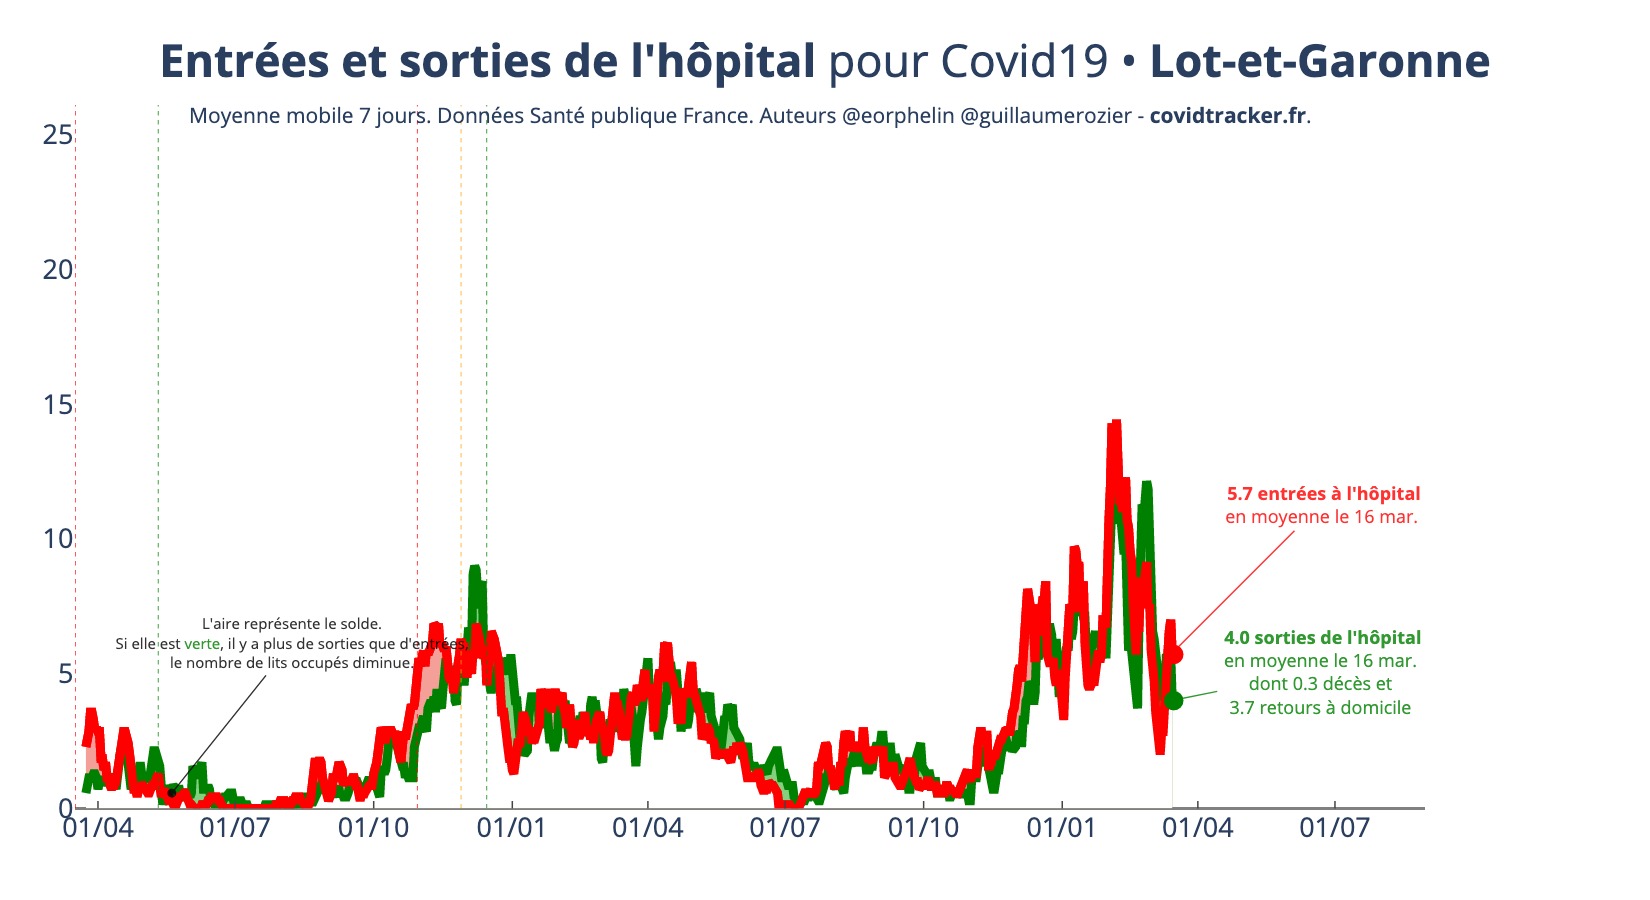 Entrées et sorties de l'hôpital pour Covid19 • Lot-et-Garonne
Moyenne mobile 7 jours. Données Santé publique France. Auteurs @eorphelin @guillaumerozier - covidtracker.fr.
25
20
15
10
5
0
5.7 entrées à l'hôpital
en moyenne le 16 mar.
L'aire représente le solde.
Si elle est verte, il y a plus de sorties que d'entrées,
le nombre de lits occupés diminue.
4.0 sorties de l'hôpital
en moyenne le 16 mar.
dont 0.3 décès et
3.7 retours à domicile
01/04 01/07 01/10 01/01 01/04 01/07 01/10 01/01 01/04 01/07